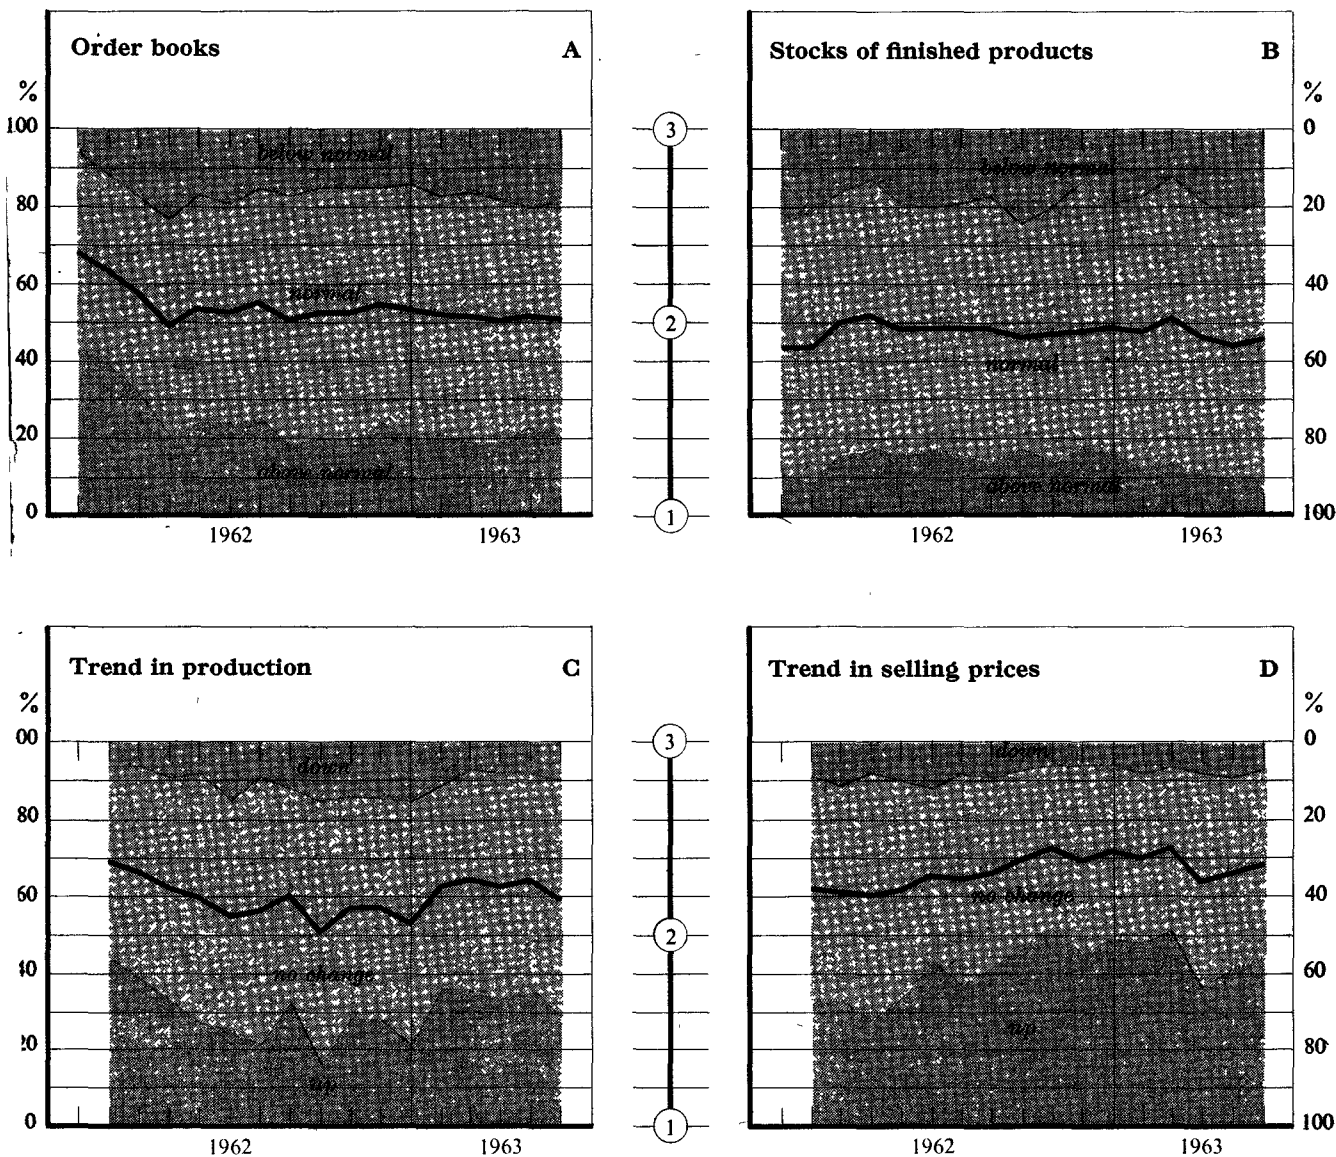 Order books A
Stocks of finished products B
%
%
100
3
0
below normal
below normal
80
20
60
normal
40
2
40
normal
60
20
80
above normal
above normal
0
1
100
1962 1963
1962 1963
Trend in production C
Trend in selling prices D
%
%
00
3
0
down
down
80
20
60
no change
40
2
40
no change
60
up
20
80
up
0
1
100
1962 1963
1962 1963